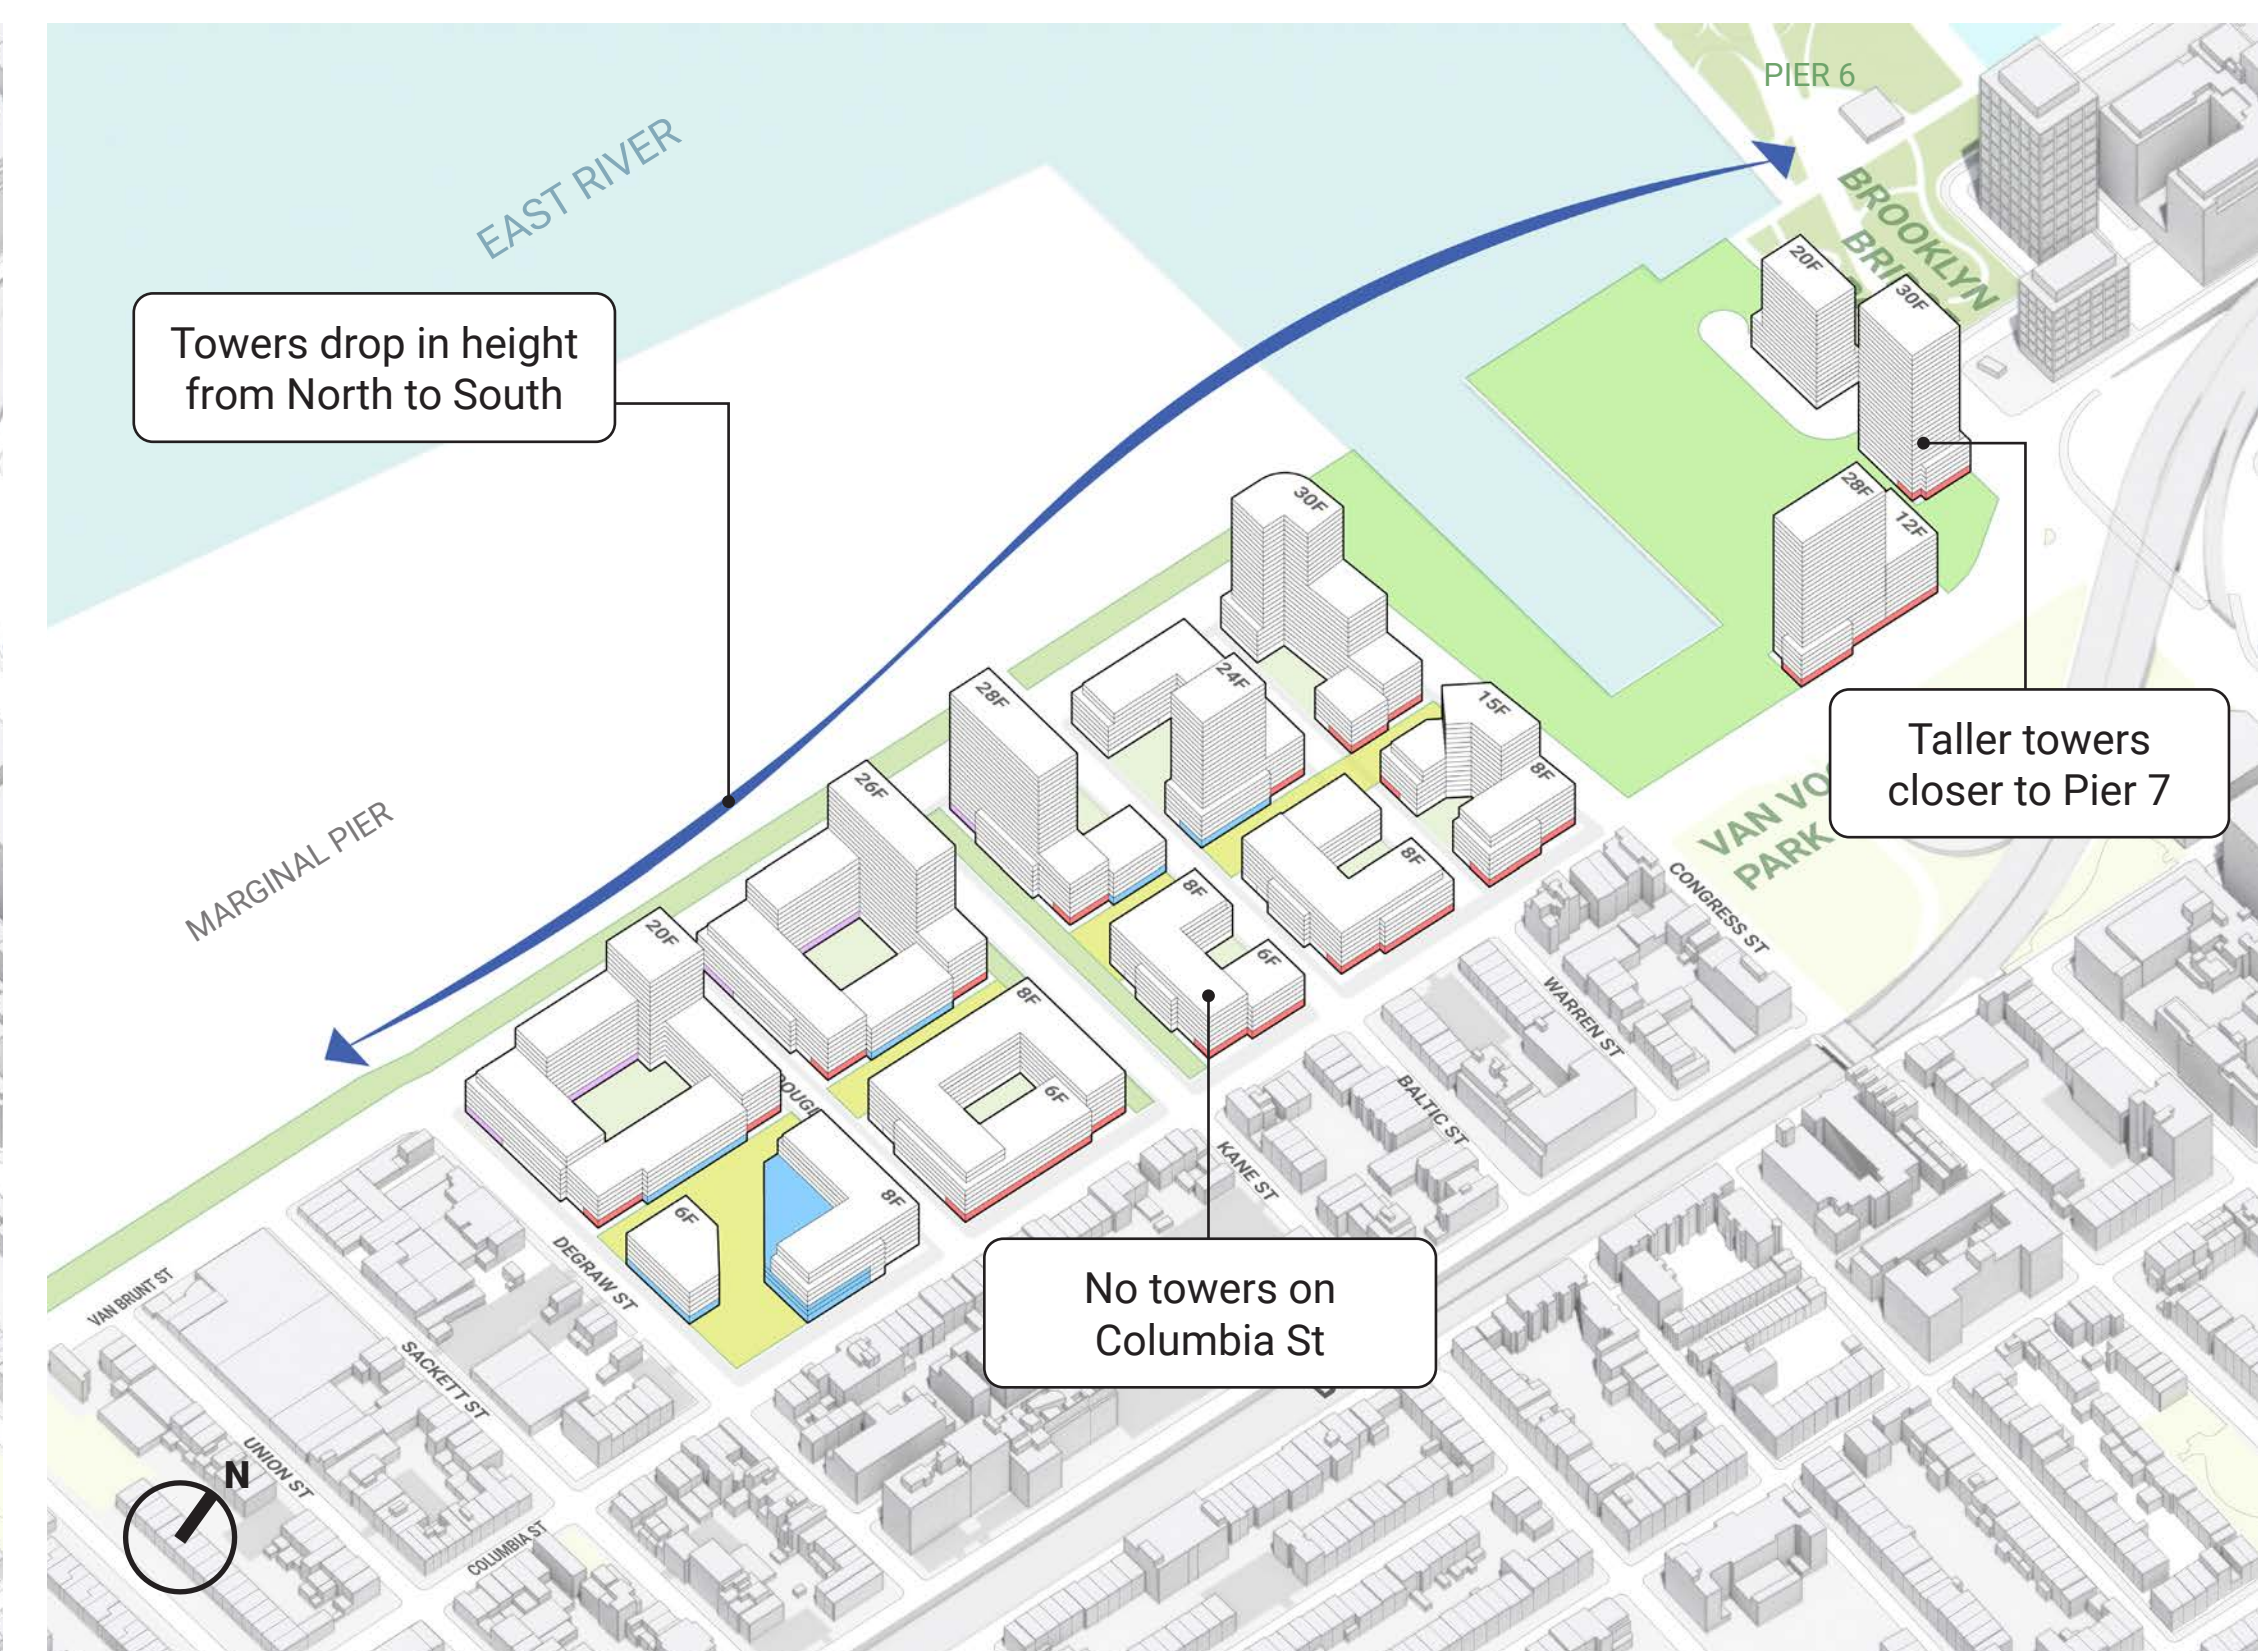 PIER 6
EAST RIVER
BROOKLYN
20F
30F
Towers drop in height
from North to South
28F
12F
30F
24F
28F
15F
8F
Taller towers
closer to Pier 7
26F
MARGINAL PIER
PARK
8F
8F
6F
CONGRESS ST
20F
8F
6F
WARREN ST
BALTIC ST
KANE ST
8F
6F
DEGRAW ST
No towers on
Columbia St
VAN BRUNT ST
SACKETT ST
UNION ST
N
COLUMBIA ST